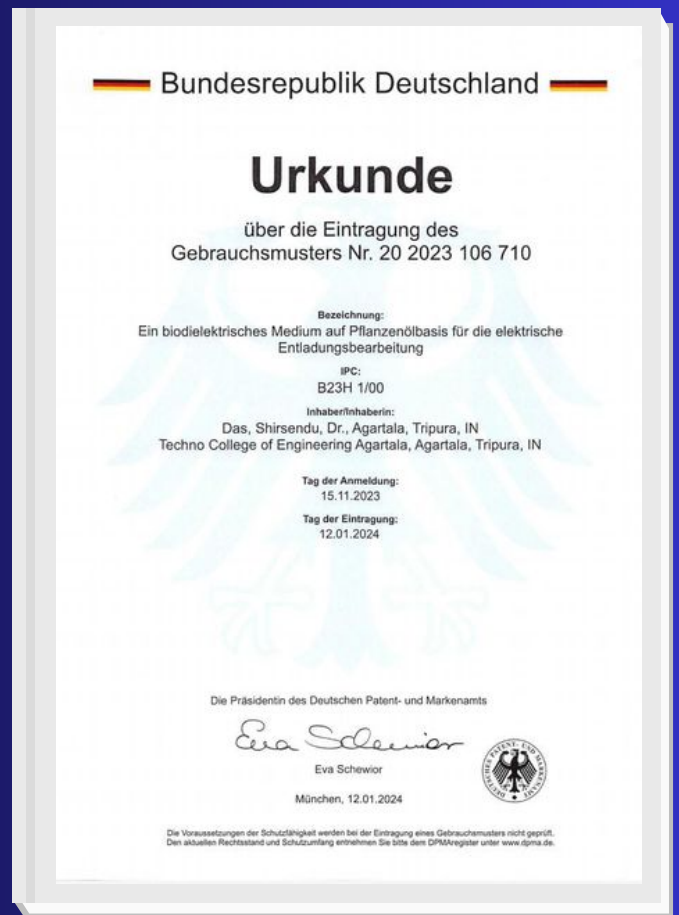 Bundesrepublik Deutschland
Urkunde
über die Eintragung des
Gebrauchsmusters Nr. 20 2023 106 710
Bezeichnung:
Ein biodielektrisches Medium auf Pflanzenölbasis für die elektrische
Entladungsbearbeitung
IPC:
B23H 1/00
Inhaber/Inhaberin:
Das, Shirsendu, Dr., Agartala, Tripura, IN
Techno College of Engineering Agartala, Agartala, Tripura, IN
Tag der Anmeldung:
15.11.2023
Tag der Eintragung:
12.01.2024
Die Präsidentin des Deutschen Patent- und Markenamts
Eva Schewior
Eva Schewior
München, 12.01.2024
DEUTSCHES PATENT- UND MARKENAMT
Die Voraussetzungen der Schutzfähigkeit werden bei der Eintragung eines Gebrauchsmusters nicht geprüft.
Den aktuellen Rechtsstand und Schutzumfang entnehmen Sie bitte dem DPMAregister unter www.dpma.de.